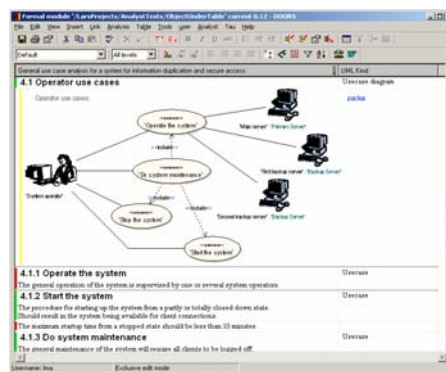 Formal module '/LarsProjects/AnalystTests/ObjectUnderTable' current 0.12 - DOORS
File Edit View Insert Link Analysis Table Tools User Analyst Tau Help
Default
All levels
General use case analysis for a system for information duplication and secure access
UML Kind
4.1 Operator use cases
Usecase diagram
Operator use cases
'Operate the system'
'Main server' :'Primary Server'
«include»
'Do system maintenance'
'First backup server' :'Backup Server'
'System operator'
'Stop the system'
«include»
'Second backup server' :'Backup Server'
'Start the system'
4.1.1 Operate the system
Usecase
The general operation of the system is supervised by one or several system operators.
4.1.2 Start the system
Usecase
The procedure for starting up the system from a partly or totally closed down state.
Should result in the system being available for client connections.
The maximum startup time from a stopped state should be less than 35 minutes.
4.1.3 Do system maintenance
Usecase
The general maintenance of the system will require all clients to be logged off.
Username: lma
Exclusive edit mode